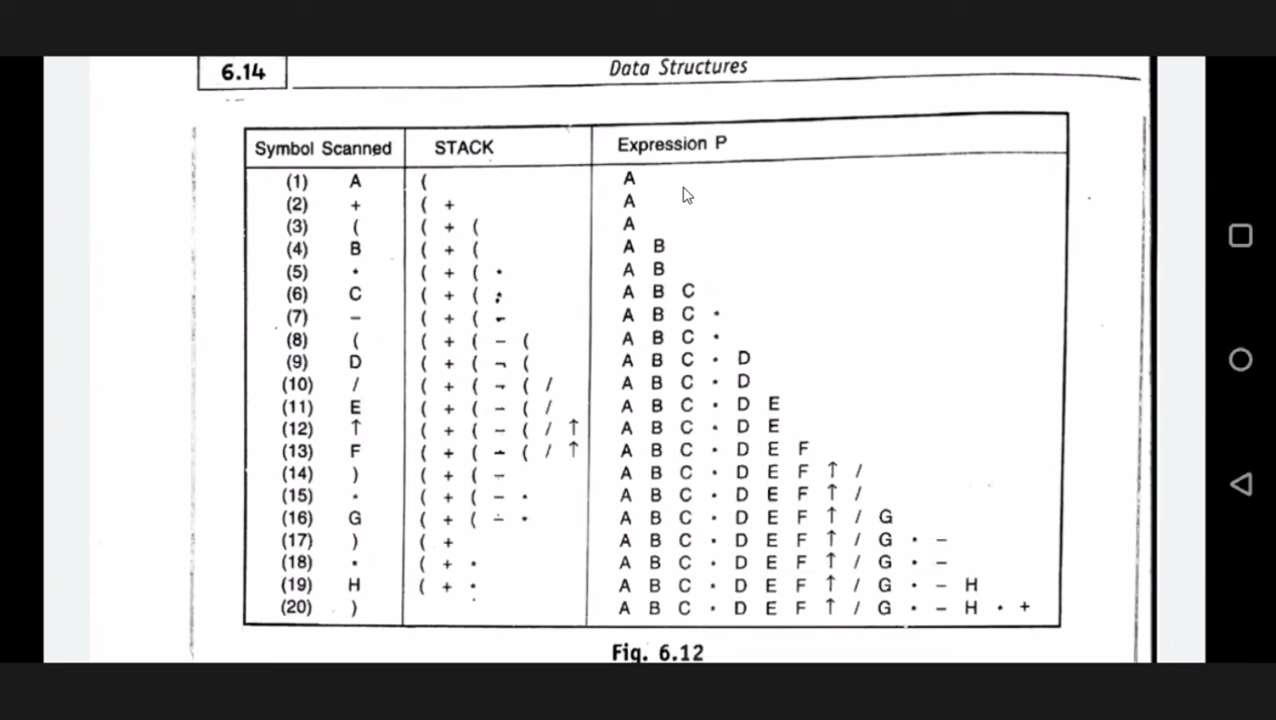 6.14
Data Structures
Symbol Scanned STACK Expression P
(1) A ( A
(2) + ( + A
(3) ( ( + ( A
(4) B ( + ( A B
(5) * ( + ( * A B
(6) C ( + ( * A B C
(7) – ( + ( – A B C *
(8) ( ( + ( – ( A B C *
(9) D ( + ( – ( A B C * D
(10) / ( + ( – ( / A B C * D
(11) E ( + ( – ( / A B C * D E
(12) ↑ ( + ( – ( / ↑ A B C * D E
(13) F ( + ( – ( / ↑ A B C * D E F
(14) ) ( + ( – A B C * D E F ↑ /
(15) * ( + ( – * A B C * D E F ↑ /
(16) G ( + ( – * A B C * D E F ↑ / G
(17) ) ( + A B C * D E F ↑ / G * –
(18) * ( + * A B C * D E F ↑ / G * –
(19) H ( + * A B C * D E F ↑ / G * – H
(20) ) A B C * D E F ↑ / G * – H * +
Fig. 6.12